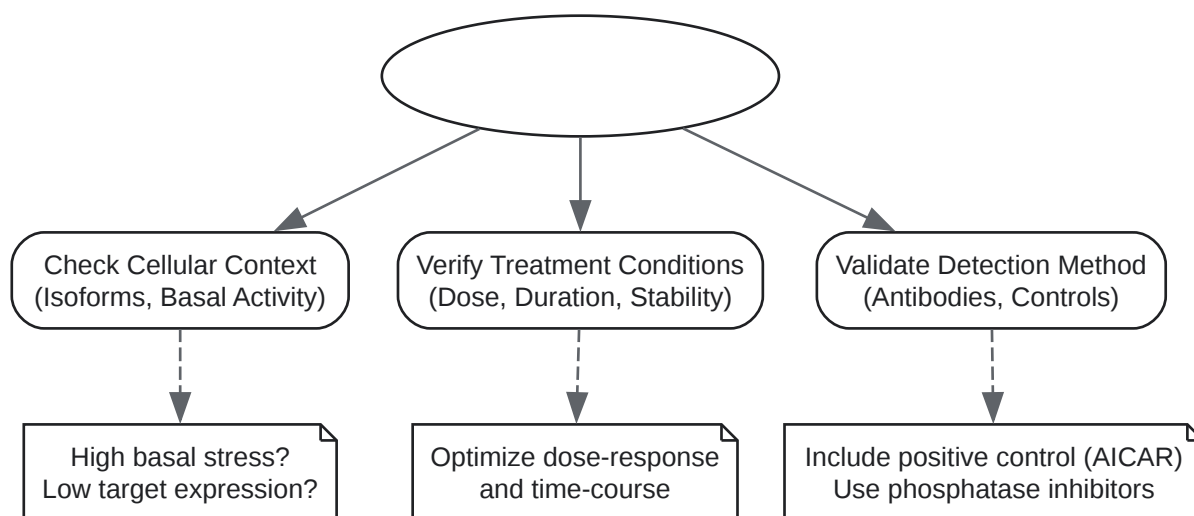 Check Cellular Context
(Isoforms, Basal Activity)
Verify Treatment Conditions
(Dose, Duration, Stability)
Validate Detection Method
(Antibodies, Controls)
High basal stress?
Low target expression?
Optimize dose-response
and time-course
Include positive control (AICAR)
Use phosphatase inhibitors